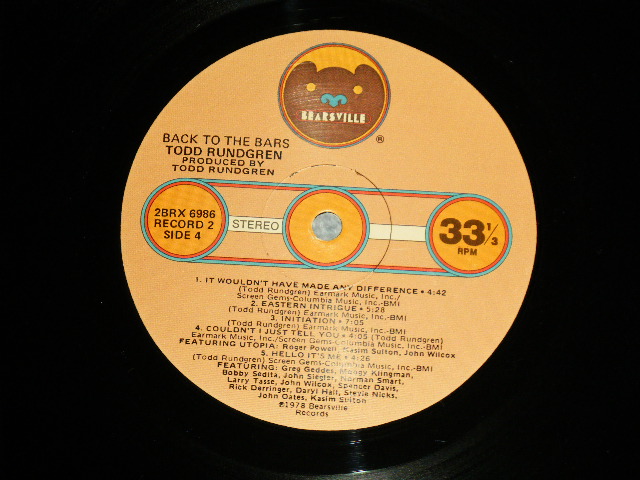 BEARSVILLE
®
BACK TO THE BARS
TODD RUNDGREN
PRODUCED BY
TODD RUNDGREN
2BRX 6986
RECORD 2
SIDE 4
STEREO
33 1/3
RPM
1. IT WOULDN'T HAVE MADE ANY DIFFERENCE • 4:42
(Todd Rundgren) Earmark Music, Inc./
Screen Gems-Columbia Music, Inc.-BMI
2. EASTERN INTRIGUE • 5:28
(Todd Rundgren) Earmark Music, Inc.-BMI
3. INITIATION • 7:05
(Todd Rundgren) Earmark Music, Inc.-BMI
4. COULDN'T I JUST TELL YOU • 4:05 (Todd Rundgren)
Earmark Music, Inc./Screen Gems-Columbia Music, Inc.-BMI
FEATURING UTOPIA: Roger Powell, Kasim Sulton, John Wilcox
5. HELLO IT'S ME • 4:26
(Todd Rundgren) Screen Gems-Columbia Music, Inc.-BMI
FEATURING: Greg Geddes, Moogy Klingman,
Bobby Sedita, John Siegler, Norman Smart,
Larry Tasse, John Wilcox, Spencer Davis,
Rick Derringer, Daryl Hall, Stevie Nicks,
John Oates, Kasim Sulton
℗1978 Bearsville
Records